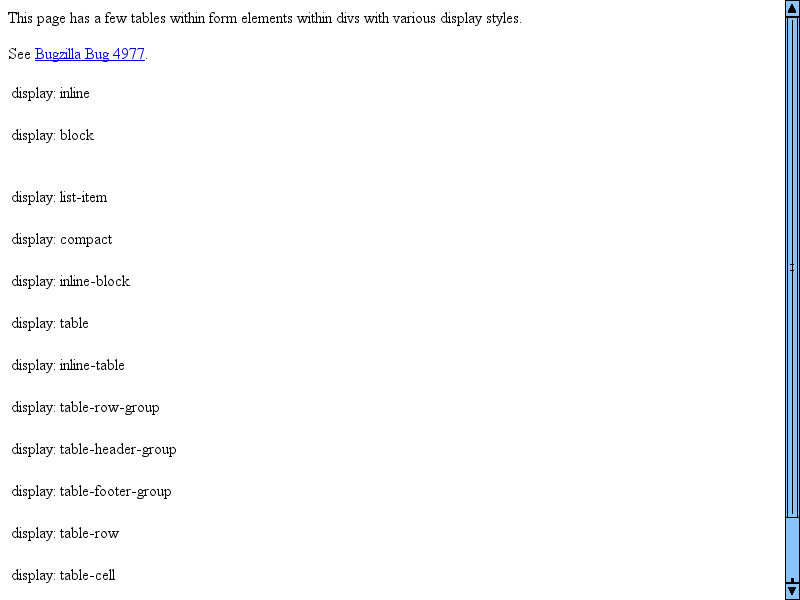 This page has a few tables within form elements within divs with various display styles.
See Bugzilla Bug 4977.
display: inline
display: block
display: list-item
display: compact
display: inline-block
display: table
display: inline-table
display: table-row-group
display: table-header-group
display: table-footer-group
display: table-row
display: table-cell